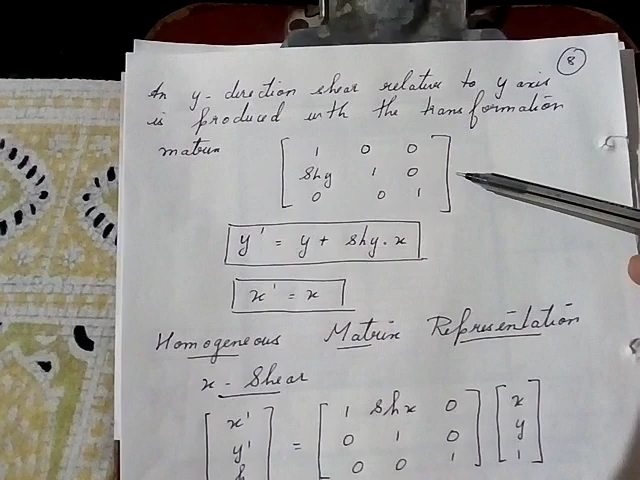 8
An y-direction shear relative to y axis
is produced with the transformation
matrix
1 0 0
shy 1 0
0 0 1
y' = y + shy.x
x' = x
Homogeneous Matrix Representation
x - Shear
x' 1 shx 0 x
y' = 0 1 0 y
0 0 1 1